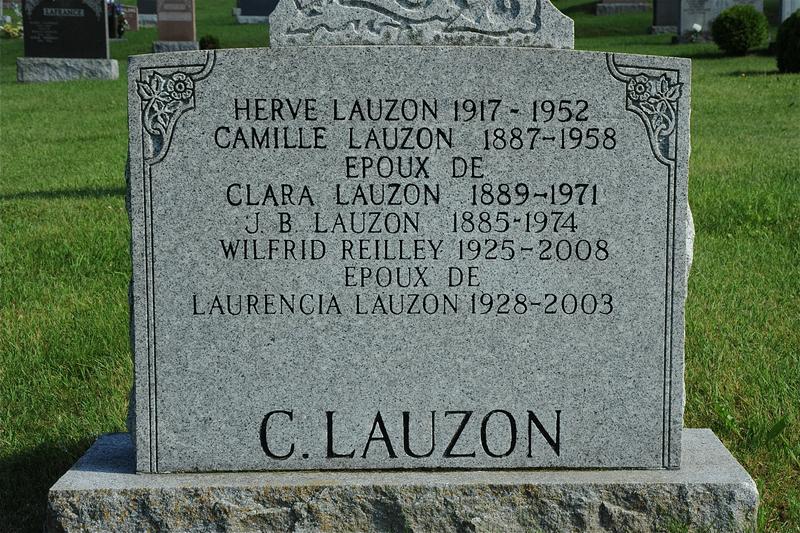 LAFRANCE
HERVE LAUZON 1917 - 1952
CAMILLE LAUZON 1887-1958
EPOUX DE
CLARA LAUZON 1889-1971
J. B. LAUZON 1885-1974
WILFRID REILLEY 1925-2008
EPOUX DE
LAURENCIA LAUZON 1928-2003
C. LAUZON